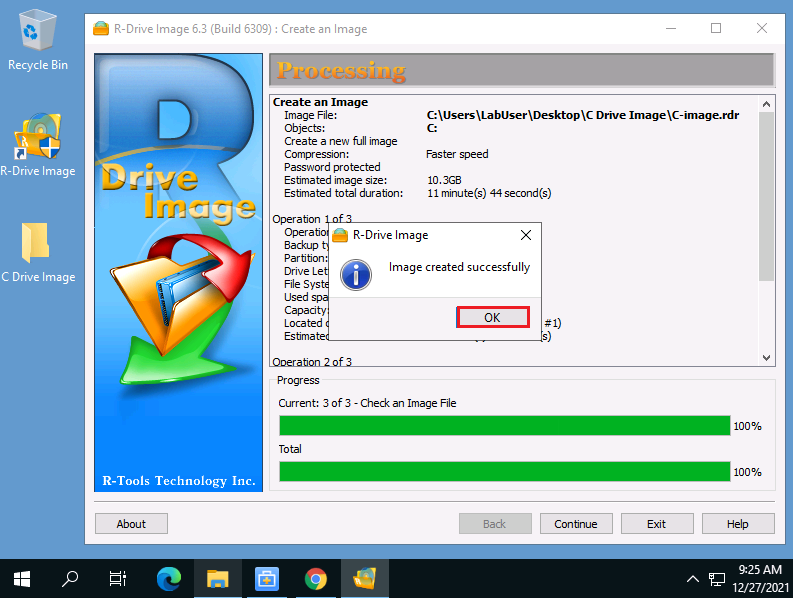 Recycle Bin
R-Drive Image
C Drive Image
R-Drive Image 6.3 (Build 6309) : Create an Image
R
Drive
Image
R-Tools Technology Inc.
Processing
Create an Image
Image File: C:\Users\LabUser\Desktop\C Drive Image\C-image.rdr
Objects: C:
Create a new full image
Compression: Faster speed
Password protected
Estimated image size: 10.3GB
Estimated total duration: 11 minute(s) 44 second(s)
Operation 1 of 3
Operation
Backup ty
Partition:
Drive Let
File Syste
Used spa
Capacity:
Located o #1)
Estimated (s)
Operation 2 of 3
R-Drive Image
Image created successfully
OK
Progress
Current: 3 of 3 - Check an Image File
100%
Total
100%
About
Back
Continue
Exit
Help
9:25 AM
12/27/2021